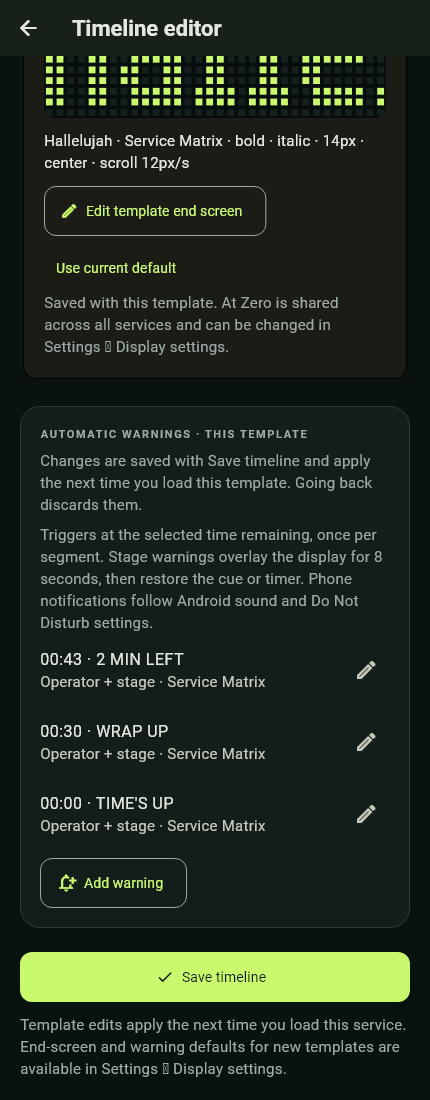 Timeline editor
Hallelujah · Service Matrix · bold · italic · 14px ·
center · scroll 12px/s
Edit template end screen
Use current default
Saved with this template. At Zero is shared
across all services and can be changed in
Settings ▯ Display settings.
AUTOMATIC WARNINGS · THIS TEMPLATE
Changes are saved with Save timeline and apply
the next time you load this template. Going back
discards them.
Triggers at the selected time remaining, once per
segment. Stage warnings overlay the display for 8
seconds, then restore the cue or timer. Phone
notifications follow Android sound and Do Not
Disturb settings.
00:43 · 2 MIN LEFT
Operator + stage · Service Matrix
00:30 · WRAP UP
Operator + stage · Service Matrix
00:00 · TIME'S UP
Operator + stage · Service Matrix
Add warning
Save timeline
Template edits apply the next time you load this service.
End-screen and warning defaults for new templates are
available in Settings ▯ Display settings.